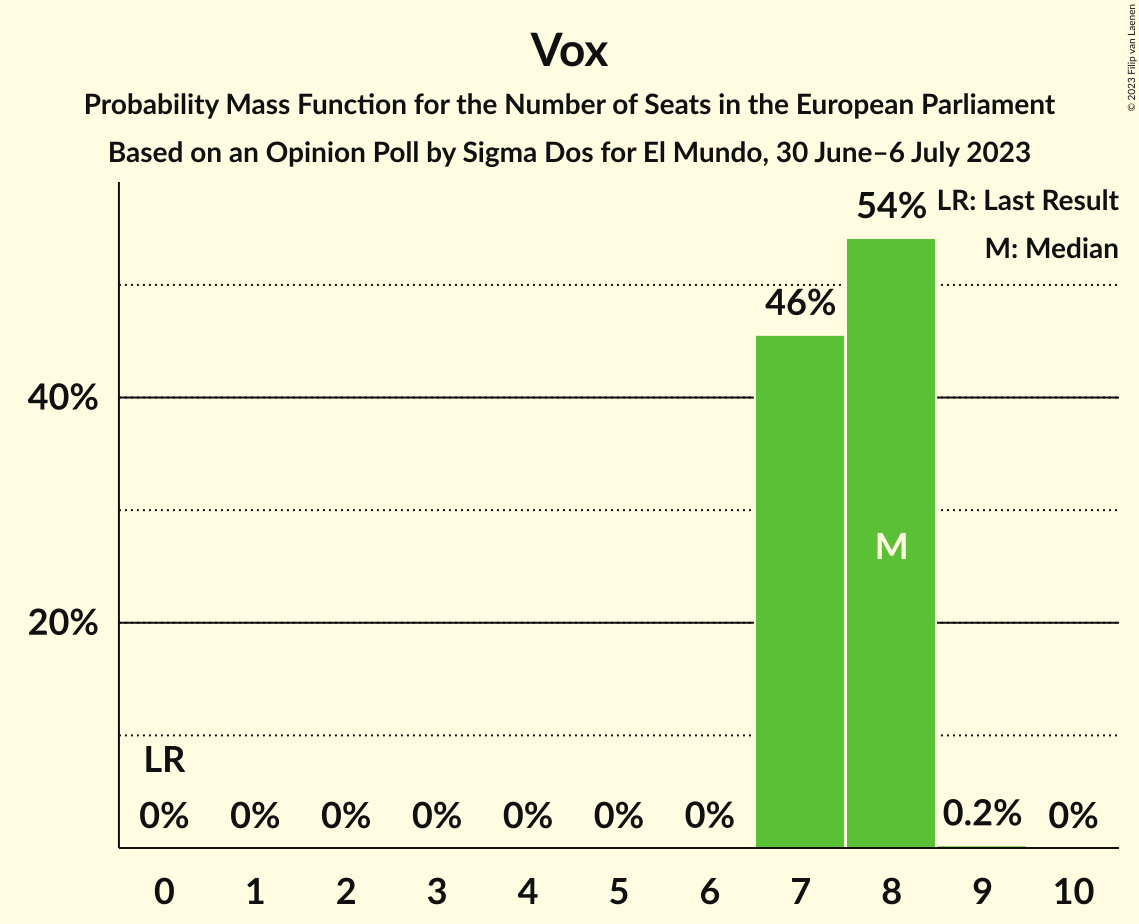 Vox
Probability Mass Function for the Number of Seats in the European Parliament
Based on an Opinion Poll by Sigma Dos for El Mundo, 30 June–6 July 2023
© 2023 Filip van Laenen
LR: Last Result
M: Median
54%
46%
40%
M
20%
LR
0% 0% 0% 0% 0% 0% 0% 0.2% 0%
0 1 2 3 4 5 6 7 8 9 10